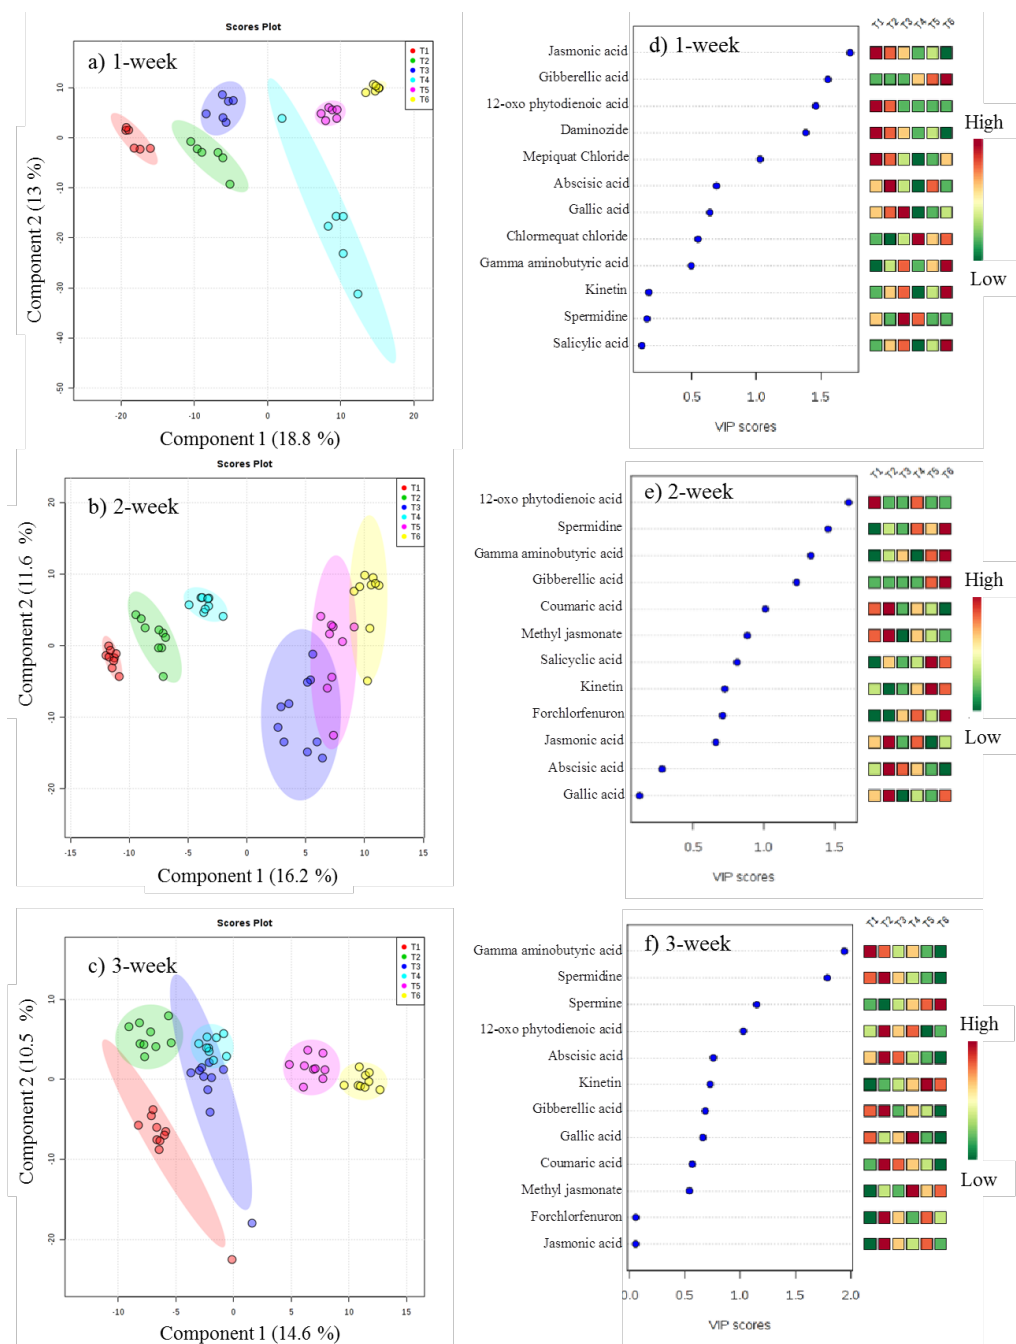 Scores Plot
a) 1-week
T1
T2
T3
T4
T5
T6
Component 2 (13 %)
10
0
-10
-20
-30
-40
-50
-20
-10
0
10
20
Component 1 (18.8 %)
d) 1-week
T1 T2 T3 T4 T5 T6
Jasmonic acid
Gibberellic acid
12-oxo phytodienoic acid
Daminozide
Mepiquat Chloride
Abscisic acid
Gallic acid
Chlormequat chloride
Gamma aminobutyric acid
Kinetin
Spermidine
Salicylic acid
0.5
1.0
1.5
VIP scores
High
Low
Scores Plot
b) 2-week
T1
T2
T3
T4
T5
T6
Component 2 (11.6 %)
20
10
0
-10
-20
-15
-10
-5
0
5
10
15
Component 1 (16.2 %)
e) 2-week
T1 T2 T3 T4 T5 T6
12-oxo phytodienoic acid
Spermidine
Gamma aminobutyric acid
Gibberellic acid
Coumaric acid
Methyl jasmonate
Salicyclic acid
Kinetin
Forchlorfenuron
Jasmonic acid
Abscisic acid
Gallic acid
0.5
1.0
1.5
VIP scores
High
Low
Scores Plot
c) 3-week
T1
T2
T3
T4
T5
T6
Component 2 (10.5 %)
10
0
-10
20
-10
-5
0
5
10
15
Component 1 (14.6 %)
f) 3-week
T1 T2 T3 T4 T5 T6
Gamma aminobutyric acid
Spermidine
Spermine
12-oxo phytodienoic acid
Abscisic acid
Kinetin
Gibberellic acid
Gallic acid
Coumaric acid
Methyl jasmonate
Forchlorfenuron
Jasmonic acid
0.0
0.5
1.0
1.5
2.0
VIP scores
High
Low